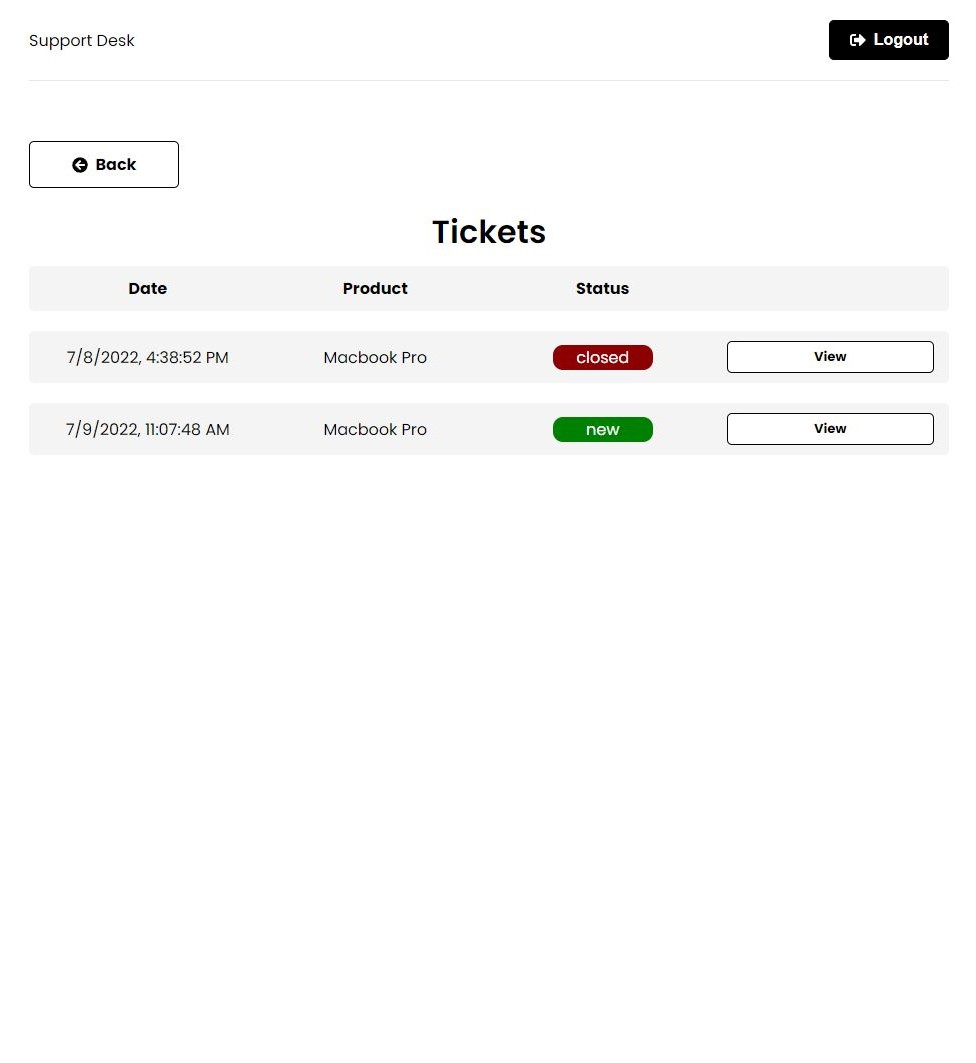 Support Desk
Logout
Back
Tickets
Date Product Status
7/8/2022, 4:38:52 PM Macbook Pro closed View
7/9/2022, 11:07:48 AM Macbook Pro new View